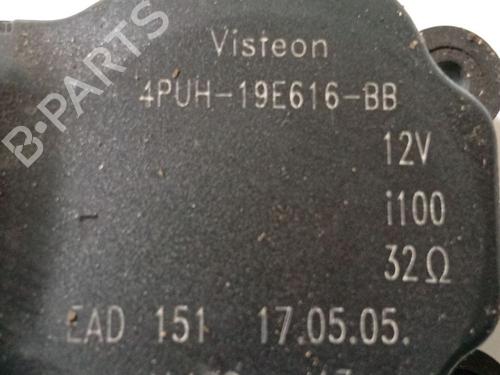 B-PARTS
Visteon
4PUH-19E616-BB
12V
i100
32Ω
EAD 151 17.05.05.